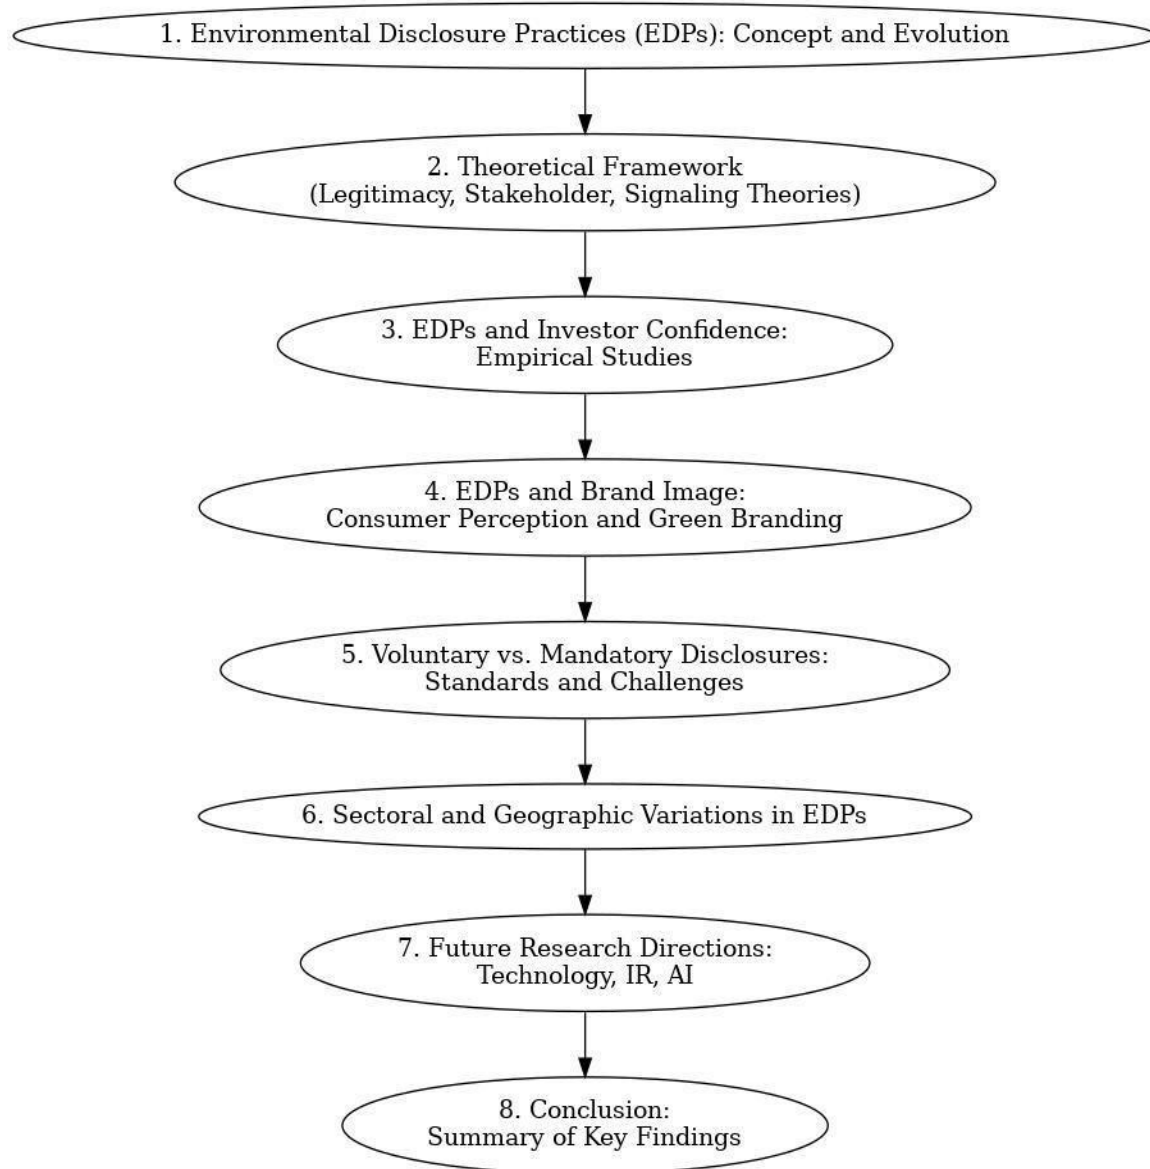 1. Environmental Disclosure Practices (EDPs): Concept and Evolution
2. Theoretical Framework
(Legitimacy, Stakeholder, Signaling Theories)
3. EDPs and Investor Confidence:
Empirical Studies
4. EDPs and Brand Image:
Consumer Perception and Green Branding
5. Voluntary vs. Mandatory Disclosures:
Standards and Challenges
6. Sectoral and Geographic Variations in EDPs
7. Future Research Directions:
Technology, IR, AI
8. Conclusion:
Summary of Key Findings